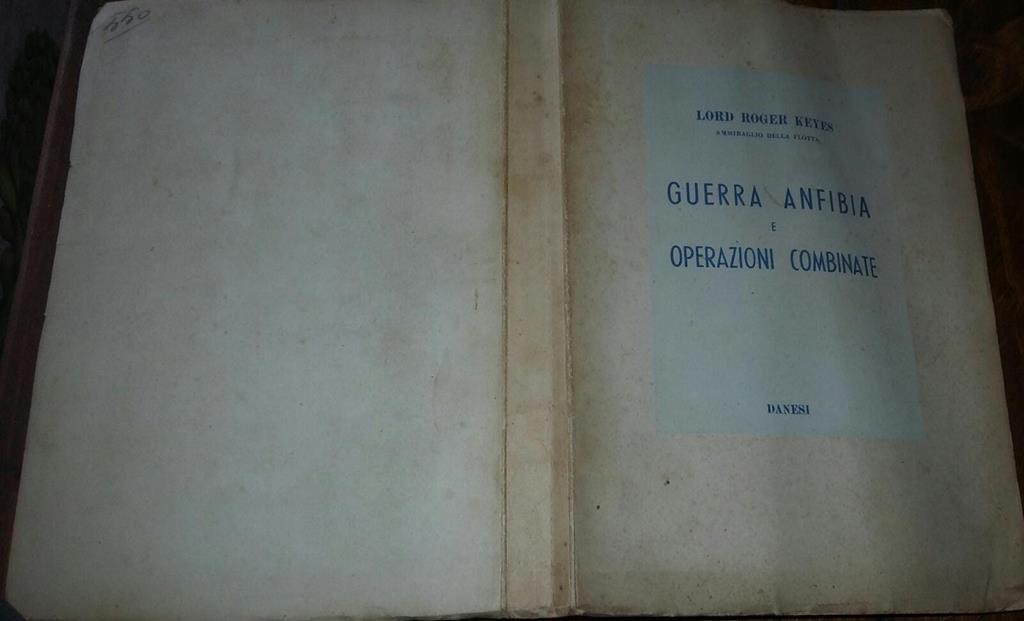 LORD ROGER KEYES
AMMIRAGLIO DELLA FLOTTA
GUERRA ANFIBIA
E
OPERAZIONI COMBINATE
DANESI